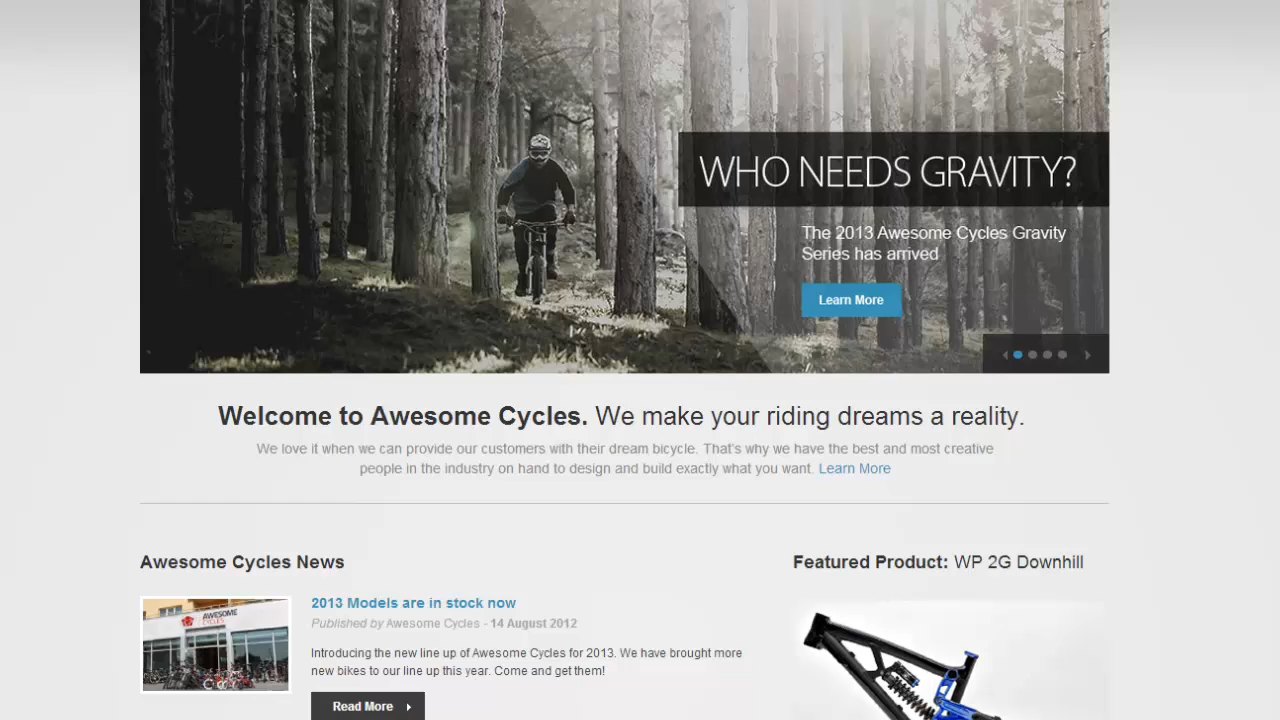 WHO NEEDS GRAVITY?
The 2013 Awesome Cycles Gravity
Series has arrived
Learn More
Welcome to Awesome Cycles. We make your riding dreams a reality.
We love it when we can provide our customers with their dream bicycle. That's why we have the best and most creative
people in the industry on hand to design and build exactly what you want. Learn More
Awesome Cycles News
AWESOME
CYCLES
2013 Models are in stock now
Published by Awesome Cycles - 14 August 2012
Introducing the new line up of Awesome Cycles for 2013. We have brought more
new bikes to our line up this year. Come and get them!
Read More
Featured Product: WP 2G Downhill